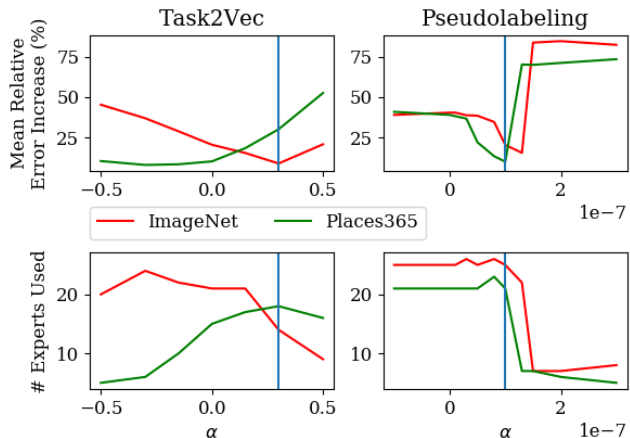 Task2Vec
Pseudolabeling
Mean Relative
Error Increase (%)
75
50
25
−0.5
0.0
0.5
75
50
25
0
2
1e−7
ImageNet
Places365
# Experts Used
20
10
−0.5
0.0
0.5
α
20
10
0
2
1e−7
α